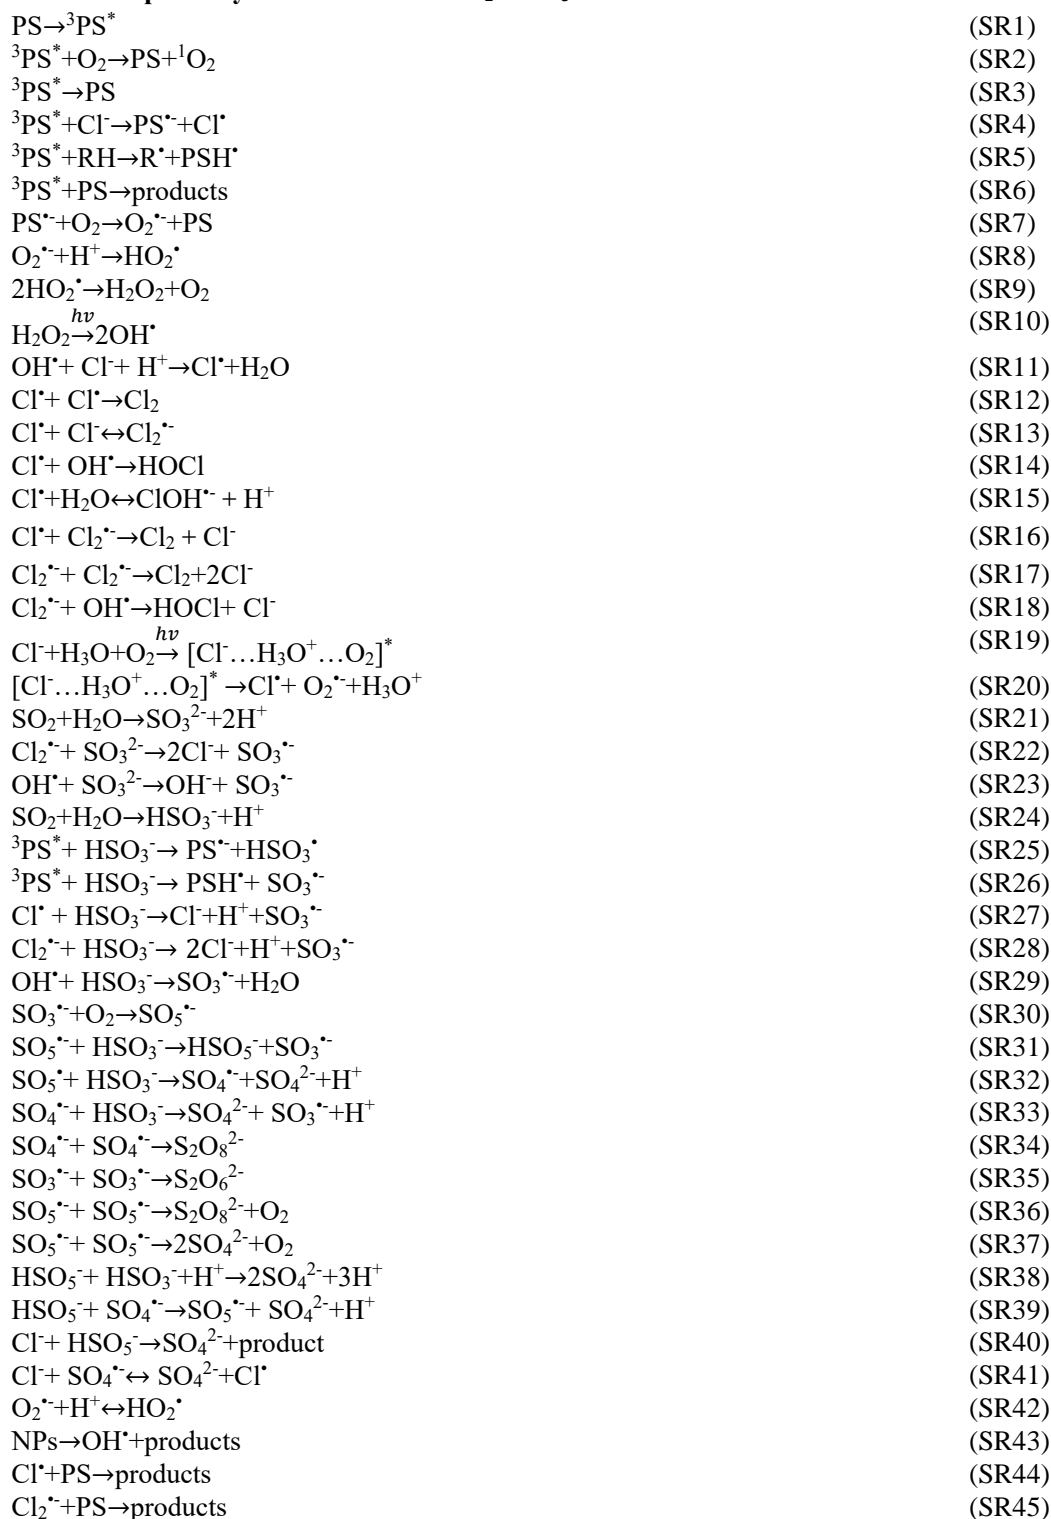 PS→³PS* (SR1)
³PS*+O₂→PS+¹O₂ (SR2)
³PS*→PS (SR3)
³PS*+Cl⁻→PS•⁻+Cl• (SR4)
³PS*+RH→R•+PSH• (SR5)
³PS*+PS→products (SR6)
PS•⁻+O₂→O₂•⁻+PS (SR7)
O₂•⁻+H⁺→HO₂• (SR8)
2HO₂•→H₂O₂+O₂ (SR9)
H₂O₂ hv→ 2OH• (SR10)
OH•+ Cl⁻+ H⁺→Cl•+H₂O (SR11)
Cl•+ Cl•→Cl₂ (SR12)
Cl•+ Cl⁻↔Cl₂•⁻ (SR13)
Cl•+ OH•→HOCl (SR14)
Cl•+H₂O↔ClOH•⁻ + H⁺ (SR15)
Cl•+ Cl₂•⁻→Cl₂ + Cl⁻ (SR16)
Cl₂•⁻+ Cl₂•⁻→Cl₂+2Cl⁻ (SR17)
Cl₂•⁻+ OH•→HOCl+ Cl⁻ (SR18)
Cl⁻+H₃O+O₂ hv→ [Cl⁻…H₃O⁺…O₂]* (SR19)
[Cl⁻…H₃O⁺…O₂]* →Cl•+ O₂•⁻+H₃O⁺ (SR20)
SO₂+H₂O→SO₃²⁻+2H⁺ (SR21)
Cl₂•⁻+ SO₃²⁻→2Cl⁻+ SO₃•⁻ (SR22)
OH•+ SO₃²⁻→OH⁻+ SO₃•⁻ (SR23)
SO₂+H₂O→HSO₃⁻+H⁺ (SR24)
³PS*+ HSO₃⁻→ PS•⁻+HSO₃• (SR25)
³PS*+ HSO₃⁻→ PSH•+ SO₃•⁻ (SR26)
Cl• + HSO₃⁻→Cl⁻+H⁺+SO₃•⁻ (SR27)
Cl₂•⁻+ HSO₃⁻→ 2Cl⁻+H⁺+SO₃•⁻ (SR28)
OH•+ HSO₃⁻→SO₃•⁻+H₂O (SR29)
SO₃•⁻+O₂→SO₅•⁻ (SR30)
SO₅•⁻+ HSO₃⁻→HSO₅⁻+SO₃•⁻ (SR31)
SO₅•+ HSO₃⁻→SO₄•⁻+SO₄²⁻+H⁺ (SR32)
SO₄•⁻+ HSO₃⁻→SO₄²⁻+ SO₃•⁻+H⁺ (SR33)
SO₄•⁻+ SO₄•⁻→S₂O₈²⁻ (SR34)
SO₃•⁻+ SO₃•⁻→S₂O₆²⁻ (SR35)
SO₅•⁻+ SO₅•⁻→S₂O₈²⁻+O₂ (SR36)
SO₅•⁻+ SO₅•⁻→2SO₄²⁻+O₂ (SR37)
HSO₅⁻+ HSO₃⁻+H⁺→2SO₄²⁻+3H⁺ (SR38)
HSO₅⁻+ SO₄•⁻→SO₅•⁻+ SO₄²⁻+H⁺ (SR39)
Cl⁻+ HSO₅⁻→SO₄²⁻+product (SR40)
Cl⁻+ SO₄•⁻↔ SO₄²⁻+Cl• (SR41)
O₂•⁻+H⁺↔HO₂• (SR42)
NPs→OH•+products (SR43)
Cl•+PS→products (SR44)
Cl₂•⁻+PS→products (SR45)